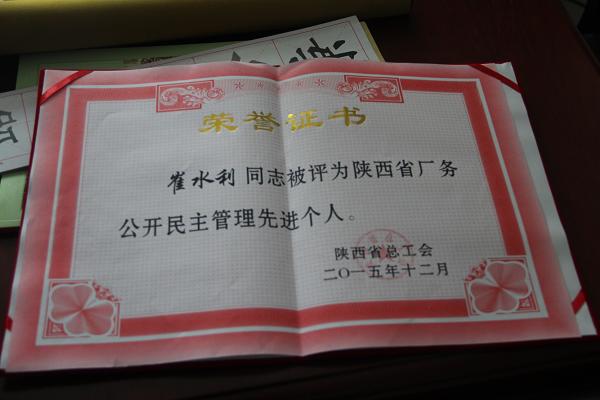 荣誉证书
崔水利 同志被评为陕西省厂务
公开民主管理先进个人。
陕西省总工会
二〇一五年十二月